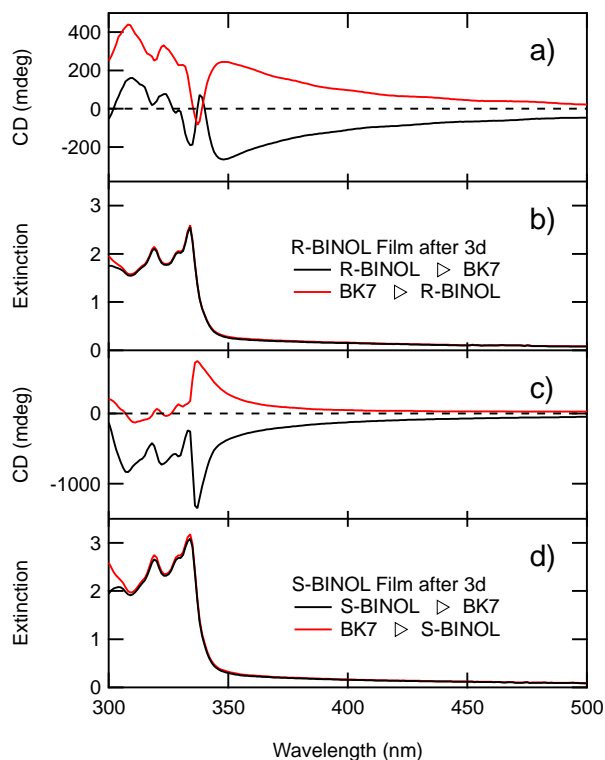 400
200
0
-200
CD (mdeg)
a)
3
2
1
0
Extinction
b)
R-BINOL Film after 3d
R-BINOL ▷ BK7
BK7 ▷ R-BINOL
0
-1000
CD (mdeg)
c)
3
2
1
0
Extinction
d)
S-BINOL Film after 3d
S-BINOL ▷ BK7
BK7 ▷ S-BINOL
300 350 400 450 500
Wavelength (nm)